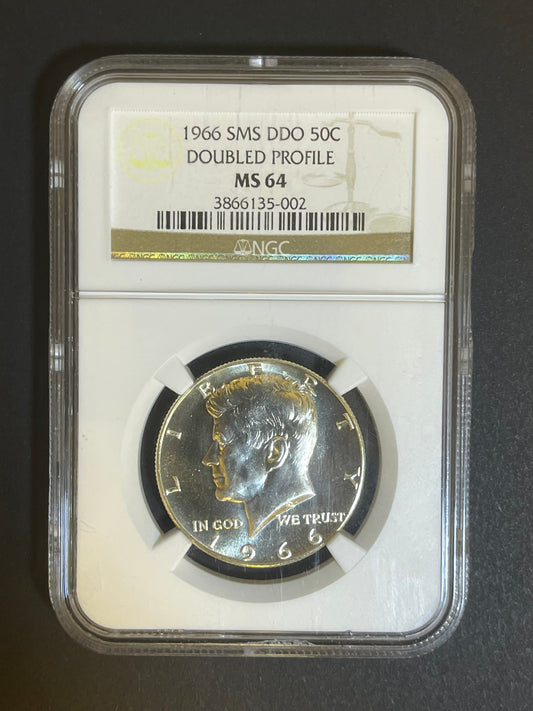 1966 SMS DDO 50C
DOUBLED PROFILE
MS 64
3866135-002
NGC
LIBERTY
IN GOD WE TRUST
1966